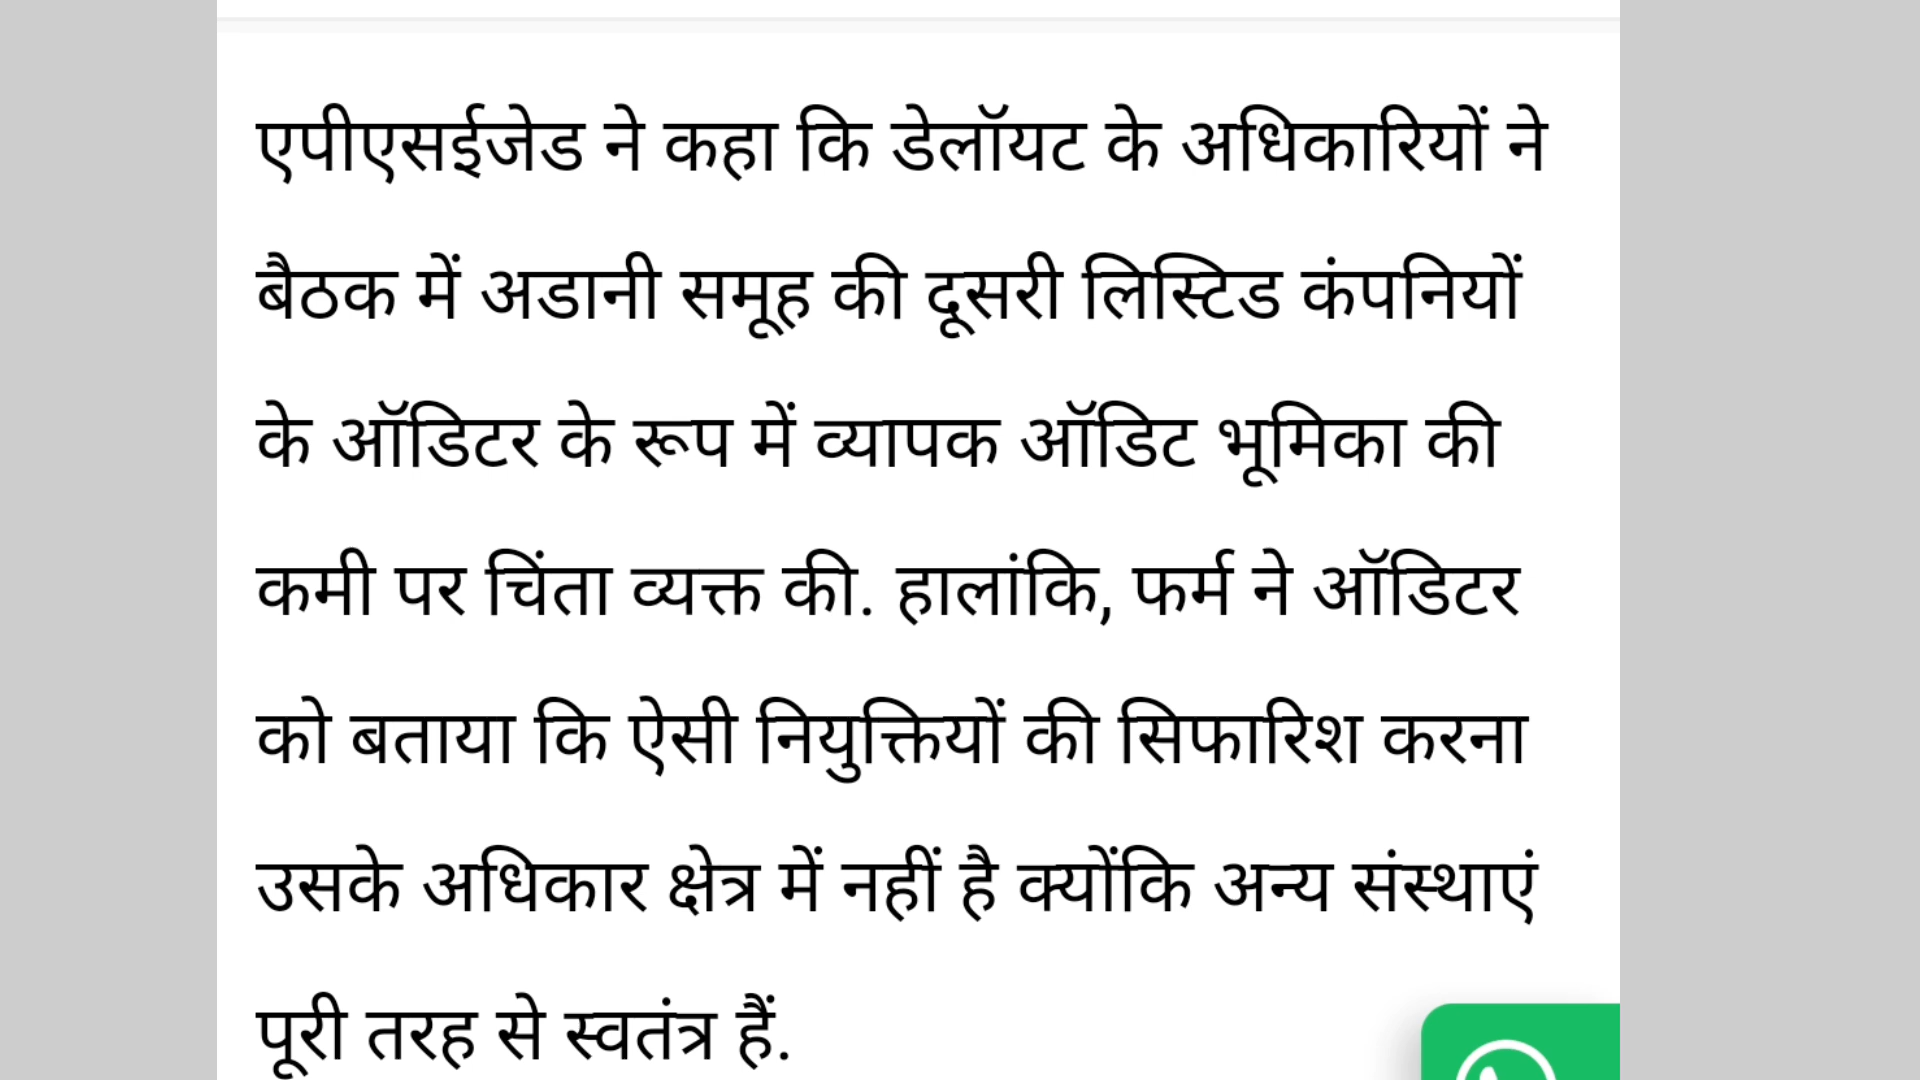 एपीएसईजेड ने कहा कि डेलॉयट के अधिकारियों ने
बैठक में अडानी समूह की दूसरी लिस्टिड कंपनियों
के ऑडिटर के रूप में व्यापक ऑडिट भूमिका की
कमी पर चिंता व्यक्त की. हालांकि, फर्म ने ऑडिटर
को बताया कि ऐसी नियुक्तियों की सिफारिश करना
उसके अधिकार क्षेत्र में नहीं है क्योंकि अन्य संस्थाएं
पूरी तरह से स्वतंत्र हैं.